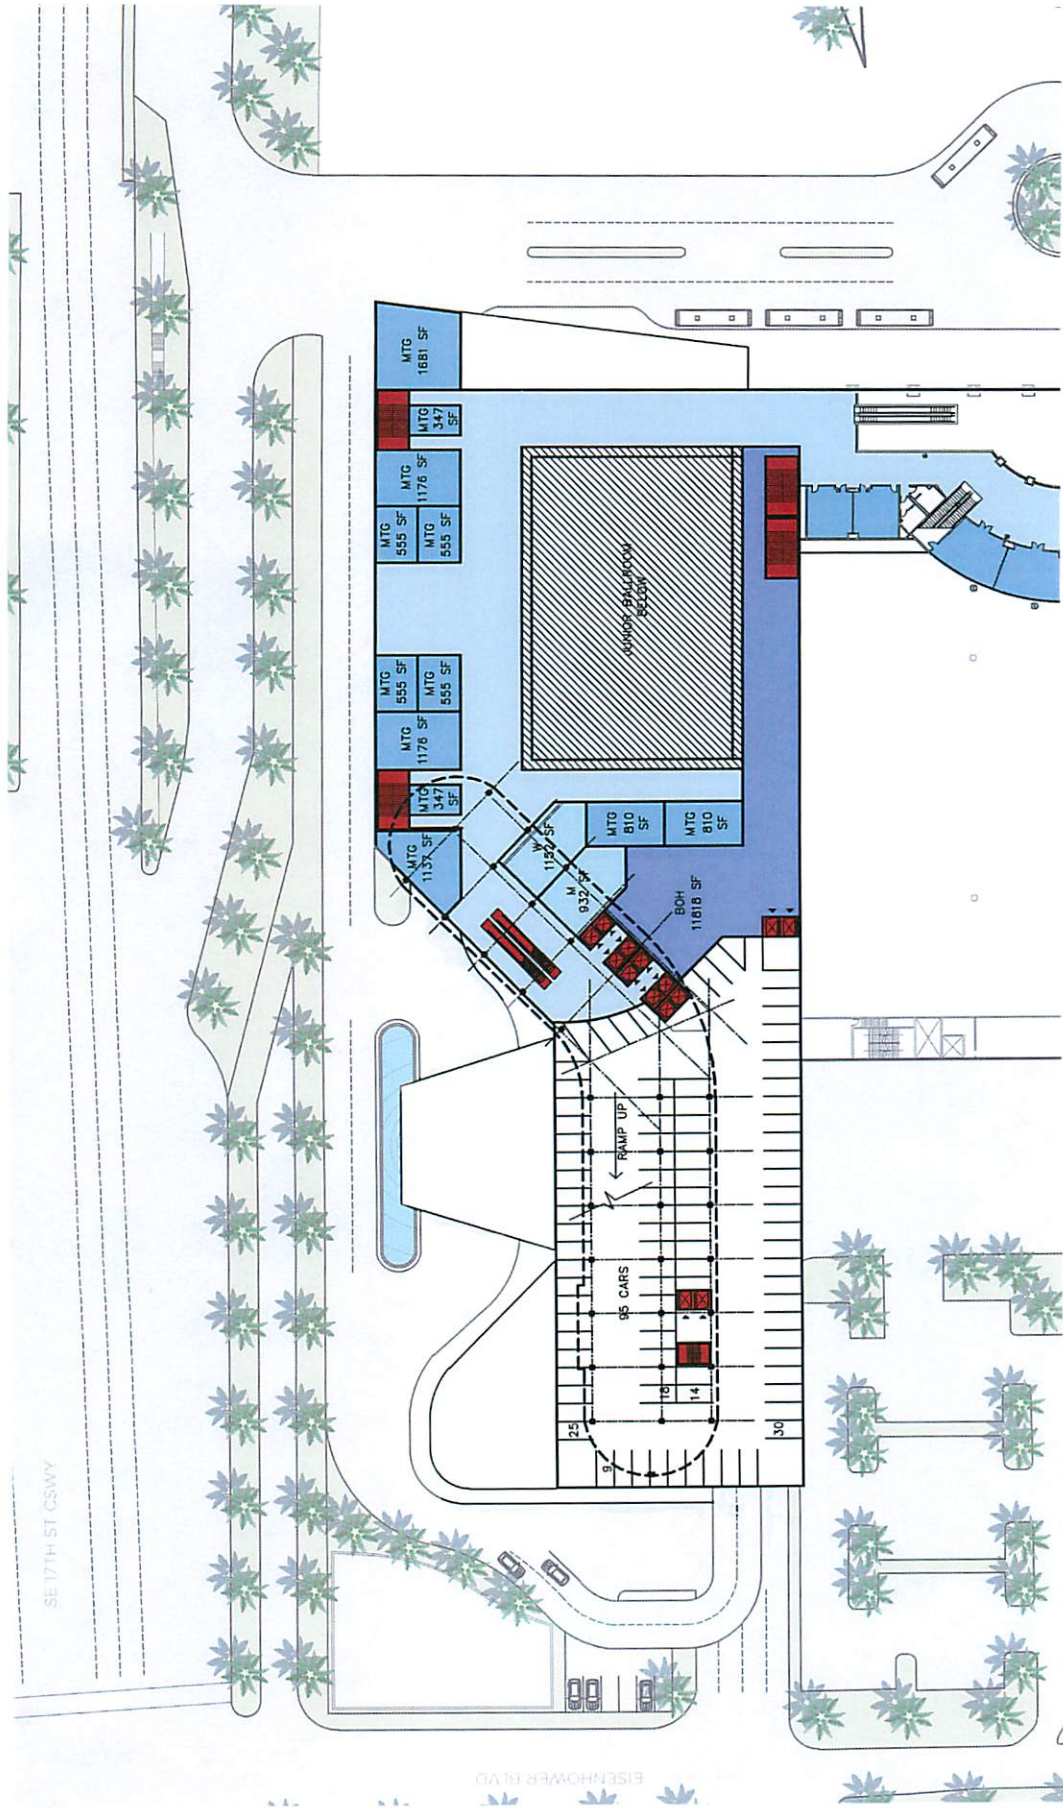 MTG
1681 SF
MTG
347
SF
MTG
1176 SF
MTG
555 SF
MTG
555 SF
JUNIOR BALLROOM
BELOW
MTG
555 SF
MTG
555 SF
MTG
1176 SF
MTG
347
SF
MTG
1137 SF
W
1152 SF
MTG
810
SF
MTG
810
SF
M
932 SF
BOH
11818 SF
RAMP UP
95 CARS
25
18
14
30
9
SE 17TH ST CSWY
EISENHOWER BLVD